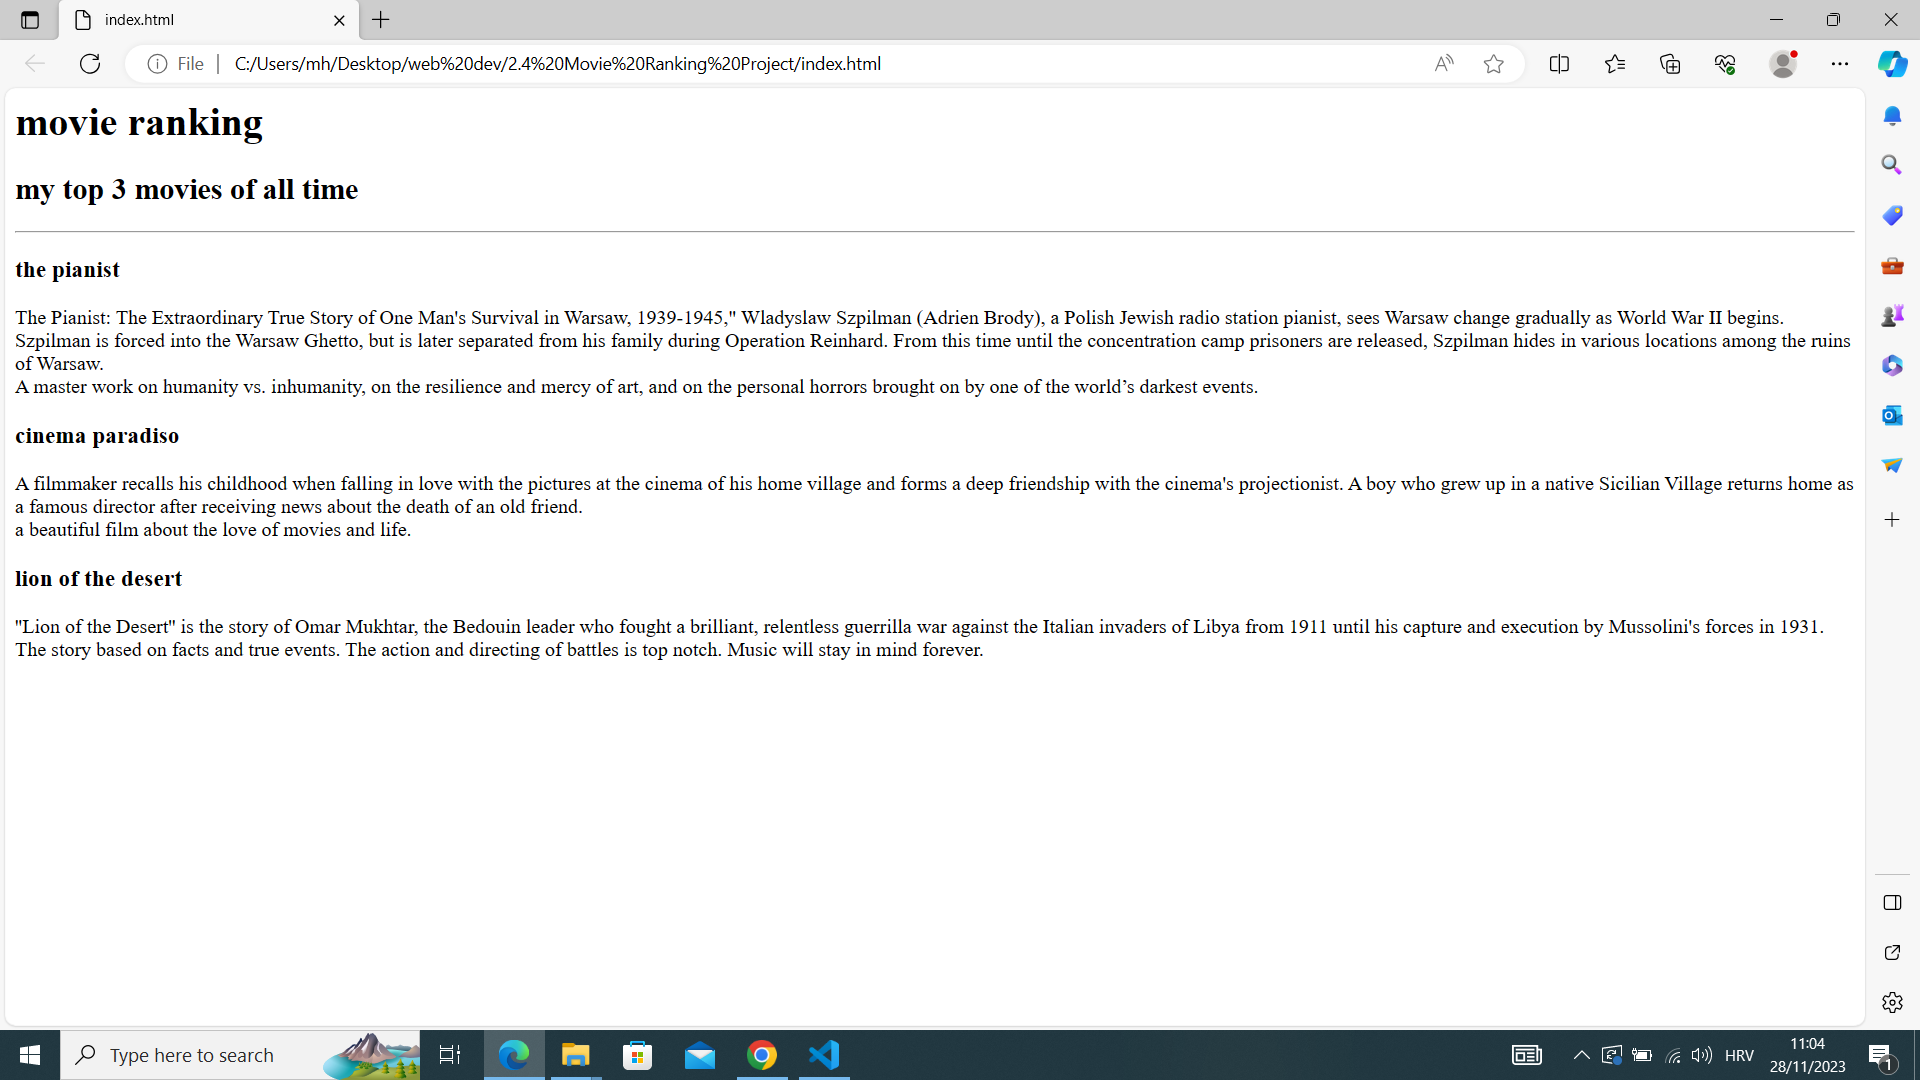 index.html
File
C:/Users/mh/Desktop/web%20dev/2.4%20Movie%20Ranking%20Project/index.html
movie ranking
my top 3 movies of all time
the pianist
The Pianist: The Extraordinary True Story of One Man's Survival in Warsaw, 1939-1945," Wladyslaw Szpilman (Adrien Brody), a Polish Jewish radio station pianist, sees Warsaw change gradually as World War II begins.
Szpilman is forced into the Warsaw Ghetto, but is later separated from his family during Operation Reinhard. From this time until the concentration camp prisoners are released, Szpilman hides in various locations among the ruins
of Warsaw.
A master work on humanity vs. inhumanity, on the resilience and mercy of art, and on the personal horrors brought on by one of the world’s darkest events.
cinema paradiso
A filmmaker recalls his childhood when falling in love with the pictures at the cinema of his home village and forms a deep friendship with the cinema's projectionist. A boy who grew up in a native Sicilian Village returns home as
a famous director after receiving news about the death of an old friend.
a beautiful film about the love of movies and life.
lion of the desert
"Lion of the Desert" is the story of Omar Mukhtar, the Bedouin leader who fought a brilliant, relentless guerrilla war against the Italian invaders of Libya from 1911 until his capture and execution by Mussolini's forces in 1931.
The story based on facts and true events. The action and directing of battles is top notch. Music will stay in mind forever.
Type here to search
HRV
11:04
28/11/2023
1